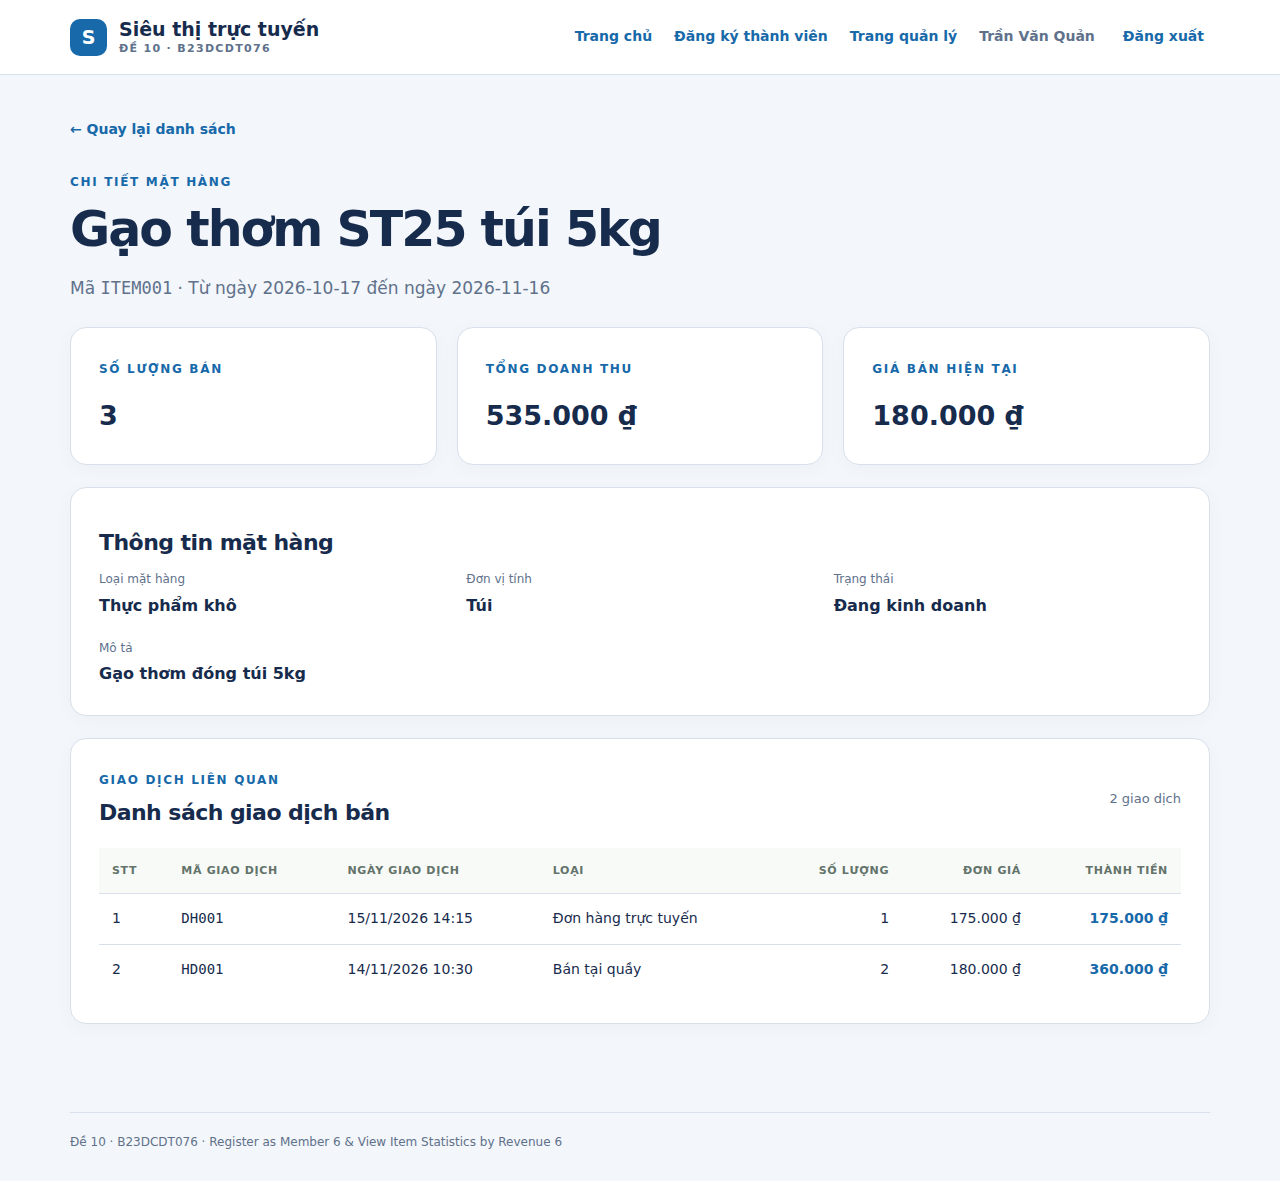 S
Siêu thị trực tuyến
ĐỀ 10 · B23DCDT076
Trang chủ Đăng ký thành viên Trang quản lý Trần Văn Quản Đăng xuất
← Quay lại danh sách
CHI TIẾT MẶT HÀNG
Gạo thơm ST25 túi 5kg
Mã ITEM001 · Từ ngày 2026-10-17 đến ngày 2026-11-16
SỐ LƯỢNG BÁN
3
TỔNG DOANH THU
535.000 ₫
GIÁ BÁN HIỆN TẠI
180.000 ₫
Thông tin mặt hàng
Loại mặt hàng
Thực phẩm khô
Đơn vị tính
Túi
Trạng thái
Đang kinh doanh
Mô tả
Gạo thơm đóng túi 5kg
GIAO DỊCH LIÊN QUAN
Danh sách giao dịch bán
2 giao dịch
STT MÃ GIAO DỊCH NGÀY GIAO DỊCH LOẠI SỐ LƯỢNG ĐƠN GIÁ THÀNH TIỀN
1 DH001 15/11/2026 14:15 Đơn hàng trực tuyến 1 175.000 ₫ 175.000 ₫
2 HD001 14/11/2026 10:30 Bán tại quầy 2 180.000 ₫ 360.000 ₫
Đề 10 · B23DCDT076 · Register as Member 6 & View Item Statistics by Revenue 6